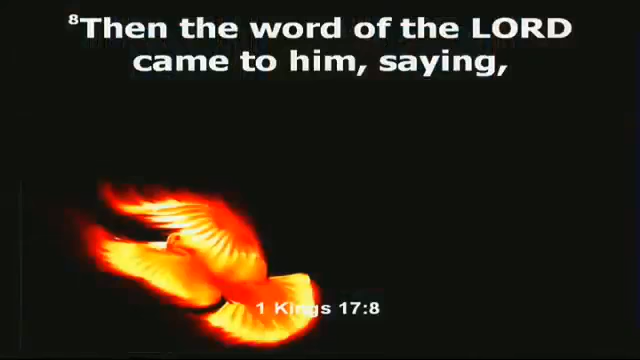 ⁸Then the word of the LORD
came to him, saying,
1 Kings 17:8